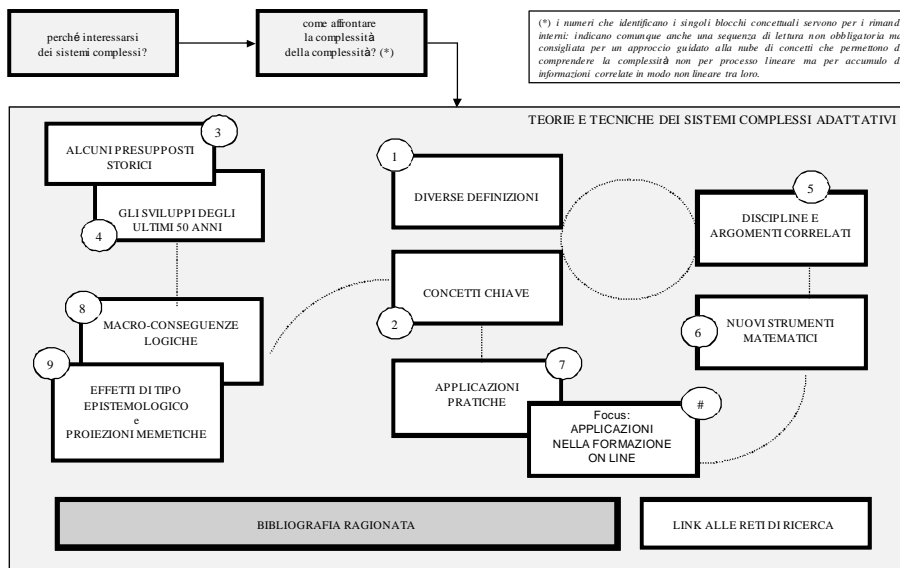 perché interessarsi
dei sistemi complessi?
come affrontare
la complessità
della complessità? (*)
(*) i numeri che identificano i singoli blocchi concettuali servono per i rimand
interni: indicano comunque anche una sequenza di lettura non obbligatoria ma
consigliata per un approccio guidato alla nube di concetti che permettono d
comprendere la complessità non per processo lineare ma per accumulo d
informazioni correlate in modo non lineare tra loro.
TEORIE E TECNICHE DEI SISTEMI COMPLESSI ADATTATIVI
3
ALCUNI PRESUPPOSTI
STORICI
GLI SVILUPPI DEGLI
ULTIMI 50 ANNI
4
1
DIVERSE DEFINIZIONI
5
DISCIPLINE E
ARGOMENTI CORRELATI
CONCETTI CHIAVE
2
8
MACRO-CONSEGUENZE
LOGICHE
6
NUOVI STRUMENTI
MATEMATICI
9
EFFETTI DI TIPO
EPISTEMOLOGICO
e
PROIEZIONI MEMETICHE
7
APPLICAZIONI
PRATICHE
#
Focus:
APPLICAZIONI
NELLA FORMAZIONE
ON LINE
BIBLIOGRAFIA RAGIONATA
LINK ALLE RETI DI RICERCA